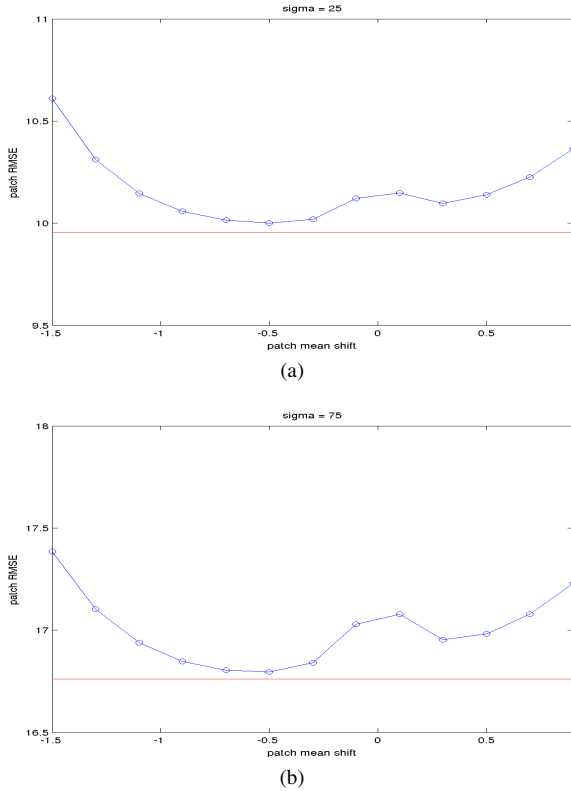 sigma = 25
11
10.5
10
9.5
patch RMSE
-1.5 -1 -0.5 0 0.5
patch mean shift
(a)
sigma = 75
18
17.5
17
16.5
patch RMSE
-1.5 -1 -0.5 0 0.5
patch mean shift
(b)